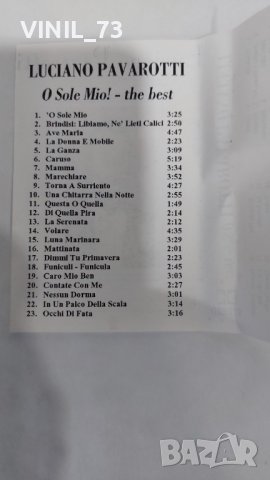 VINIL_73
LUCIANO PAVAROTTI
O Sole Mio! - the best
1. 'O Sole Mio 3:25
2. Brindisi: Libiamo, Ne' Lieti Calici 2:50
3. Ave Maria 4:47
4. La Donna E Mobile 2:23
5. La Ganza 3:09
6. Caruso 5:19
7. Mamma 3:34
8. Marechiare 3:52
9. Torna A Surriento 4:27
10. Una Chitarra Nella Notte 2:55
11. Questa O Quella 1:49
12. Di Quella Pira 2:14
13. La Serenata 2:12
14. Volare 4:35
15. Luna Marinara 3:29
16. Mattinata 2:01
17. Dimmi Tu Primavera 2:23
18. Funiculi - Funicula 2:45
19. Caro Mio Ben 3:03
20. Contate Con Me 2:27
21. Nessun Dorma 3:01
22. In Un Palco Della Scala 3:14
23. Occhi Di Fata 3:16
BAZAR
bg